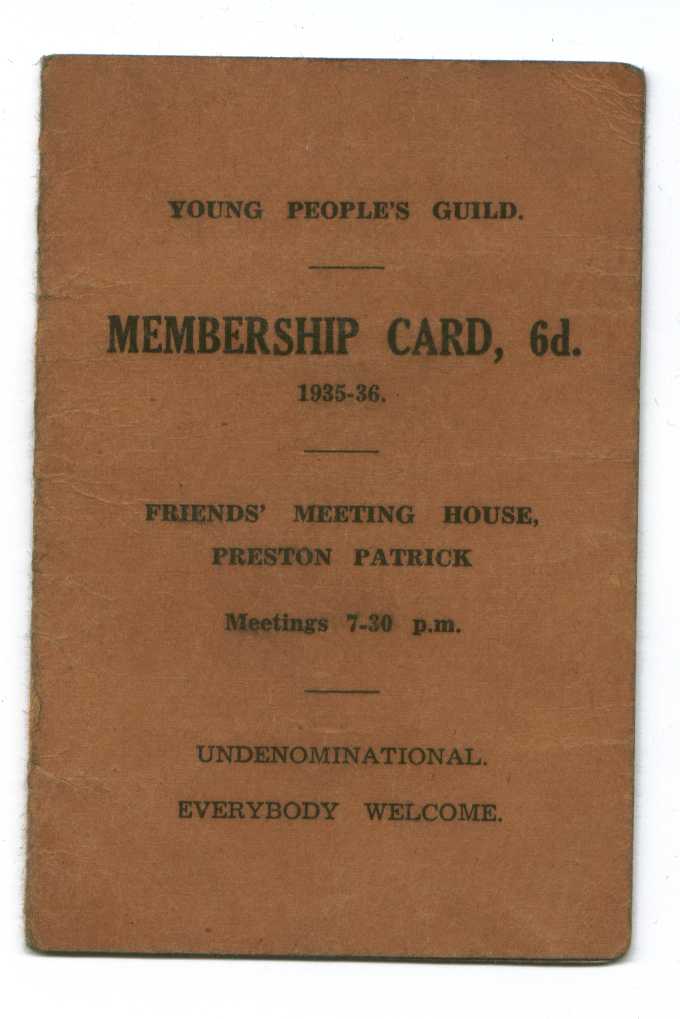 YOUNG PEOPLE'S GUILD.
MEMBERSHIP CARD, 6d.
1935-36.
FRIENDS' MEETING HOUSE,
PRESTON PATRICK
Meetings 7-30 p.m.
UNDENOMINATIONAL.
EVERYBODY WELCOME.